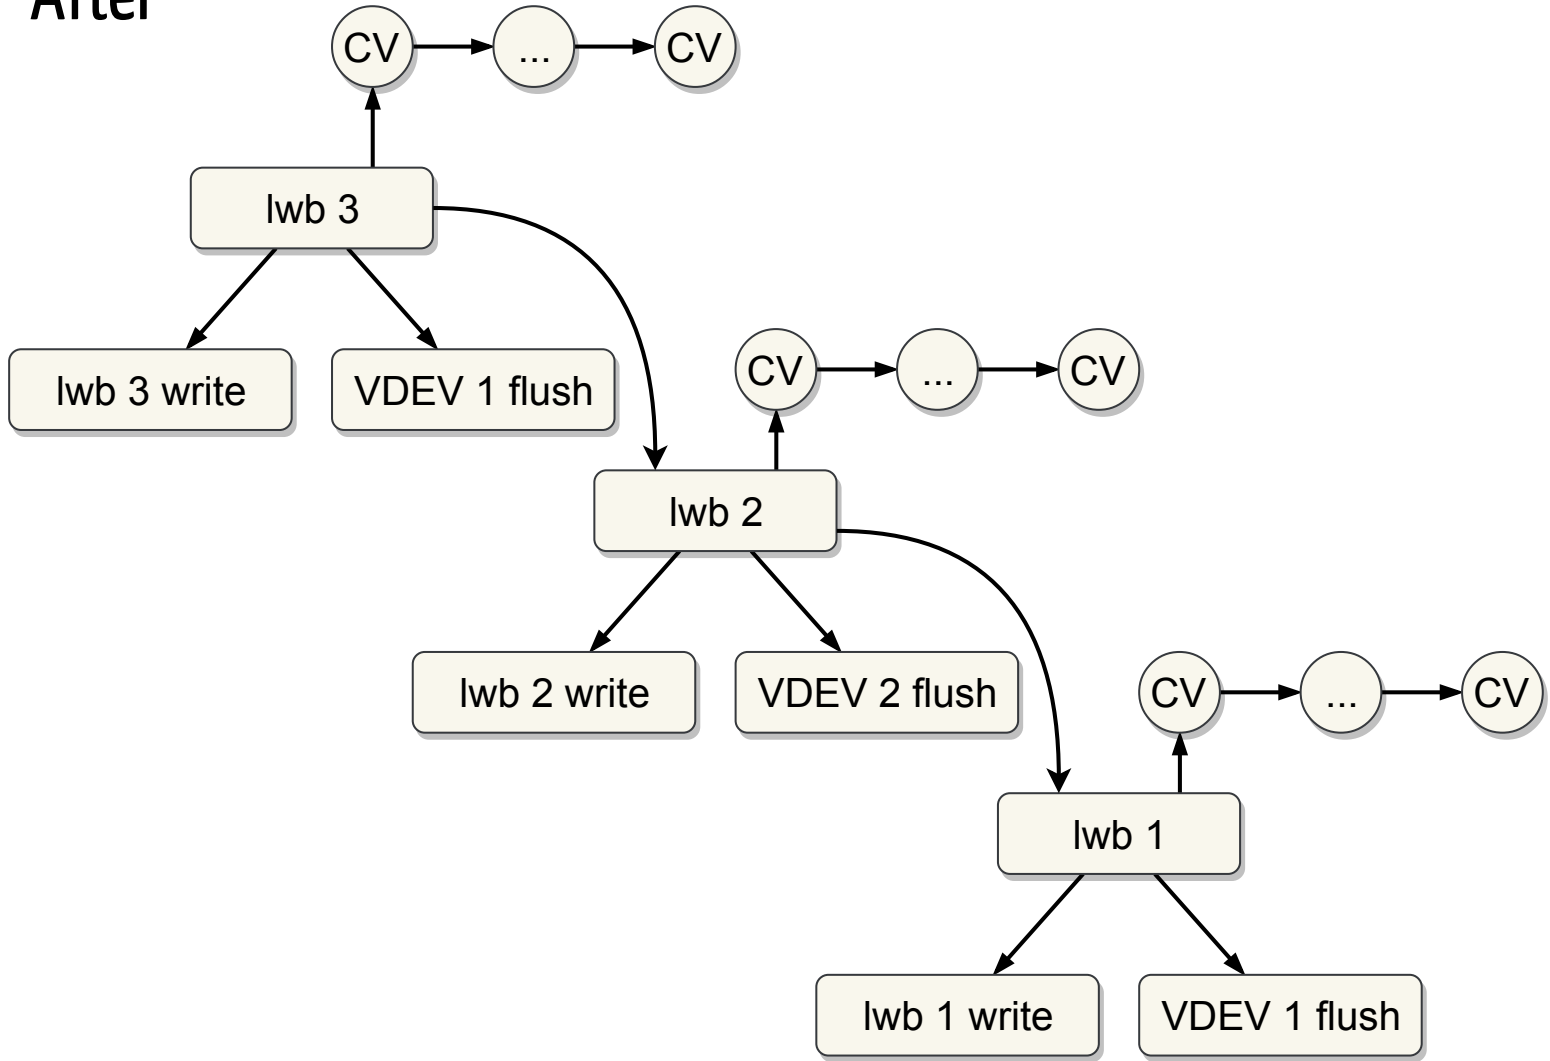 After
CV ... CV
lwb 3
lwb 3 write VDEV 1 flush
CV ... CV
lwb 2
lwb 2 write VDEV 2 flush
CV ... CV
lwb 1
lwb 1 write VDEV 1 flush